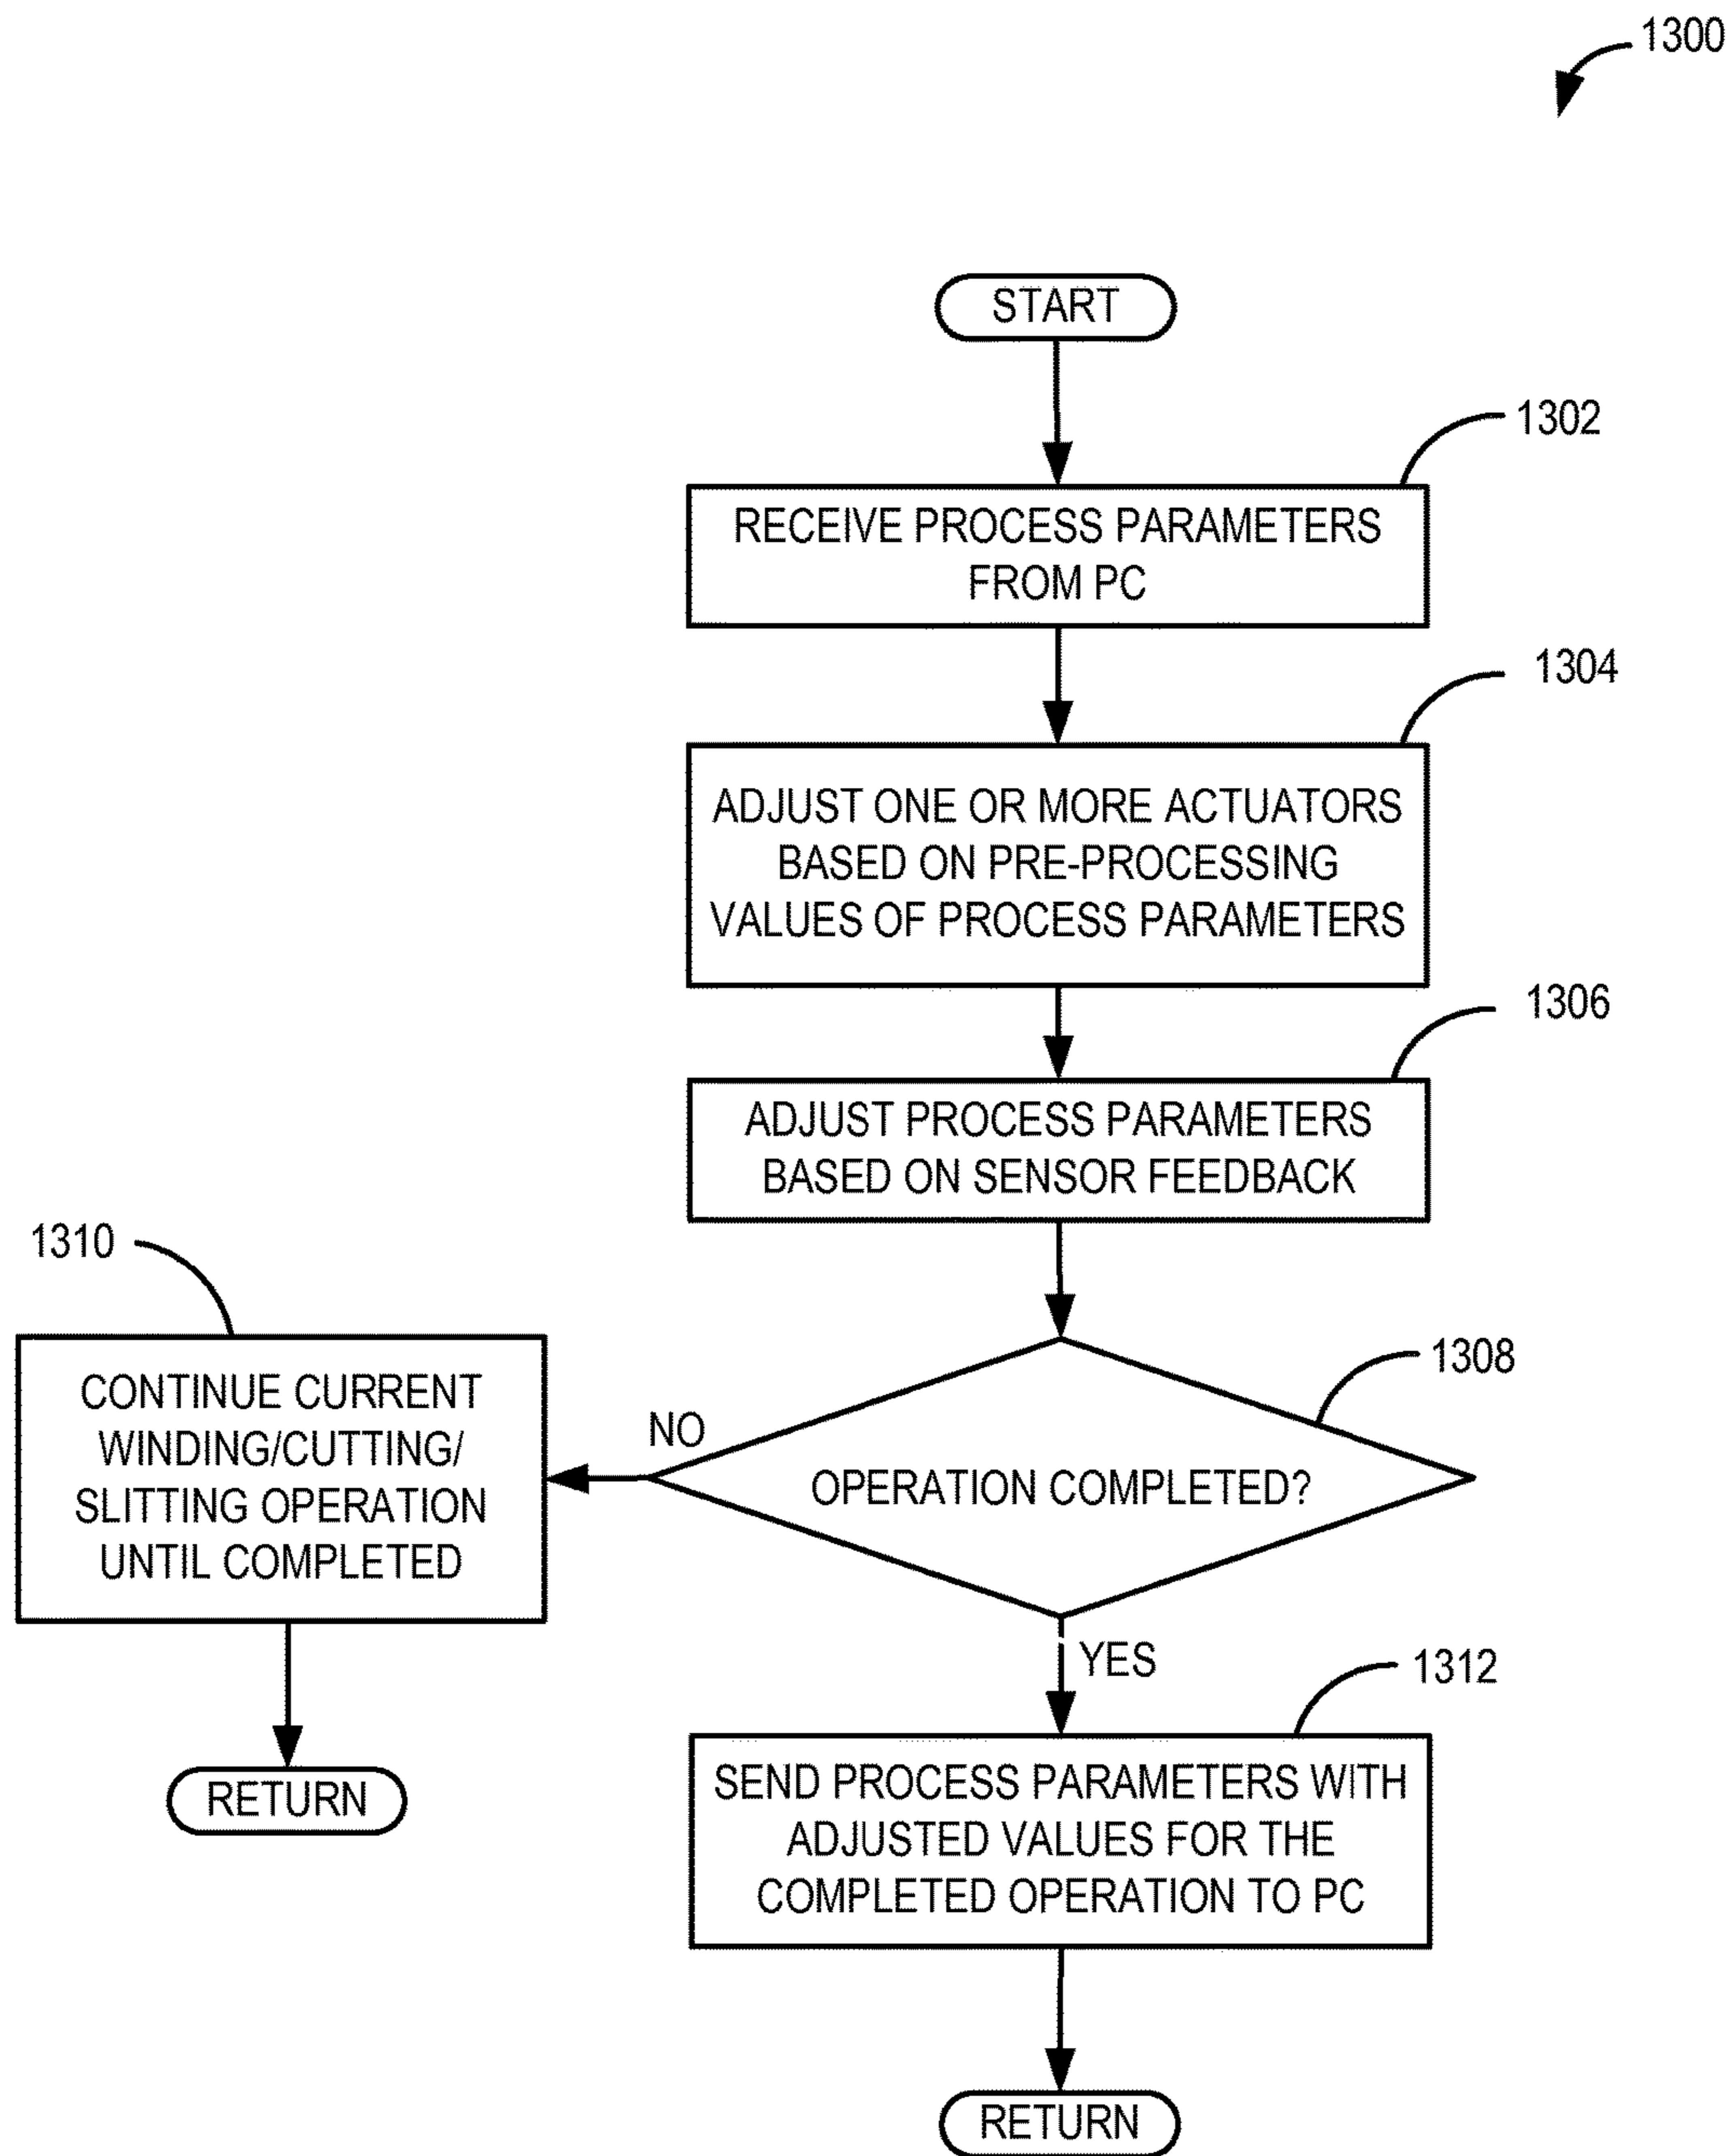 1300
START
1302
RECEIVE PROCESS PARAMETERS
FROM PC
1304
ADJUST ONE OR MORE ACTUATORS
BASED ON PRE-PROCESSING
VALUES OF PROCESS PARAMETERS
1306
ADJUST PROCESS PARAMETERS
BASED ON SENSOR FEEDBACK
1308
OPERATION COMPLETED?
NO
1310
CONTINUE CURRENT
WINDING/CUTTING/
SLITTING OPERATION
UNTIL COMPLETED
RETURN
YES
1312
SEND PROCESS PARAMETERS WITH
ADJUSTED VALUES FOR THE
COMPLETED OPERATION TO PC
RETURN